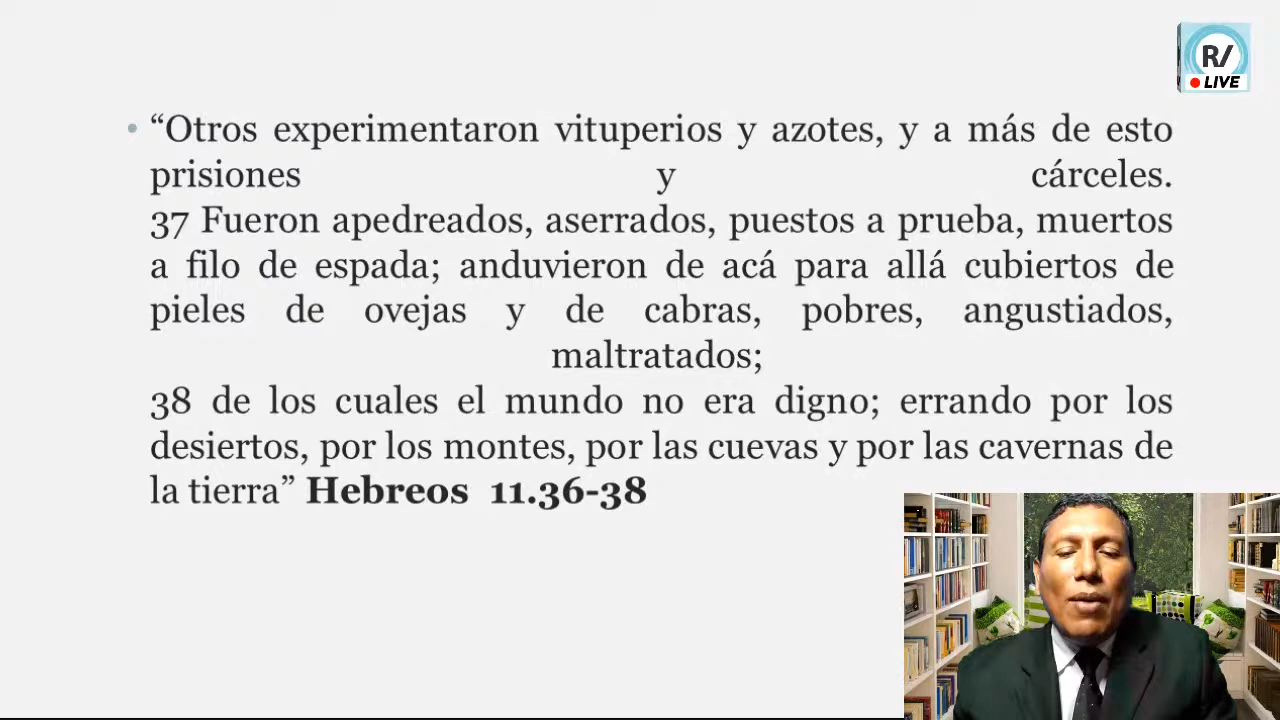 R/
LIVE
“Otros experimentaron vituperios y azotes, y a más de esto
prisiones y cárceles.
37 Fueron apedreados, aserrados, puestos a prueba, muertos
a filo de espada; anduvieron de acá para allá cubiertos de
pieles de ovejas y de cabras, pobres, angustiados,
maltratados;
38 de los cuales el mundo no era digno; errando por los
desiertos, por los montes, por las cuevas y por las cavernas de
la tierra” Hebreos 11.36-38